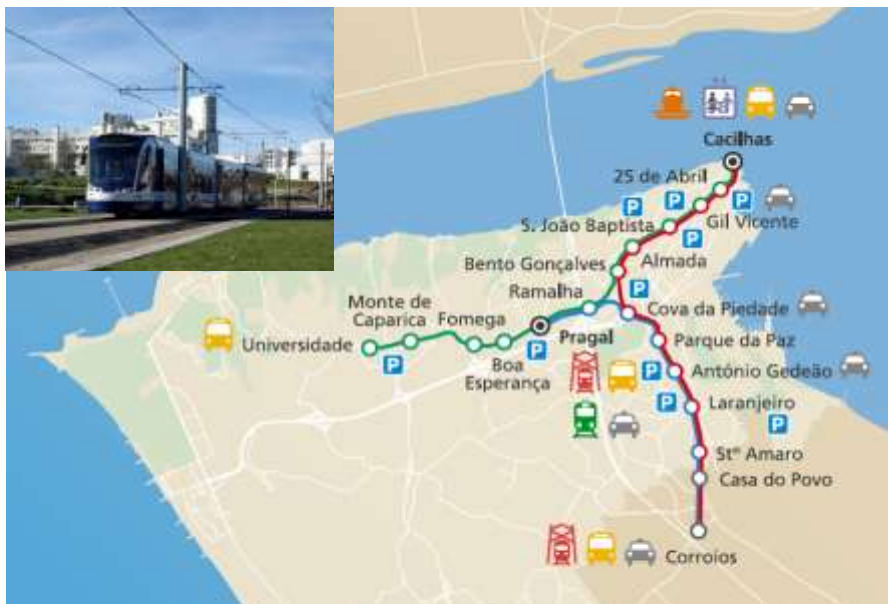 Cacilhas
25 de Abril
Gil Vicente
S. João Baptista
Almada
Bento Gonçalves
Ramalha
Cova da Piedade
Monte de
Caparica
Fomega
Universidade
Pragal
Boa
Esperança
Parque da Paz
António Gedeão
Laranjeiro
Stº Amaro
Casa do Povo
Corroios
P
P
P
P
P
P
P
P
P
P